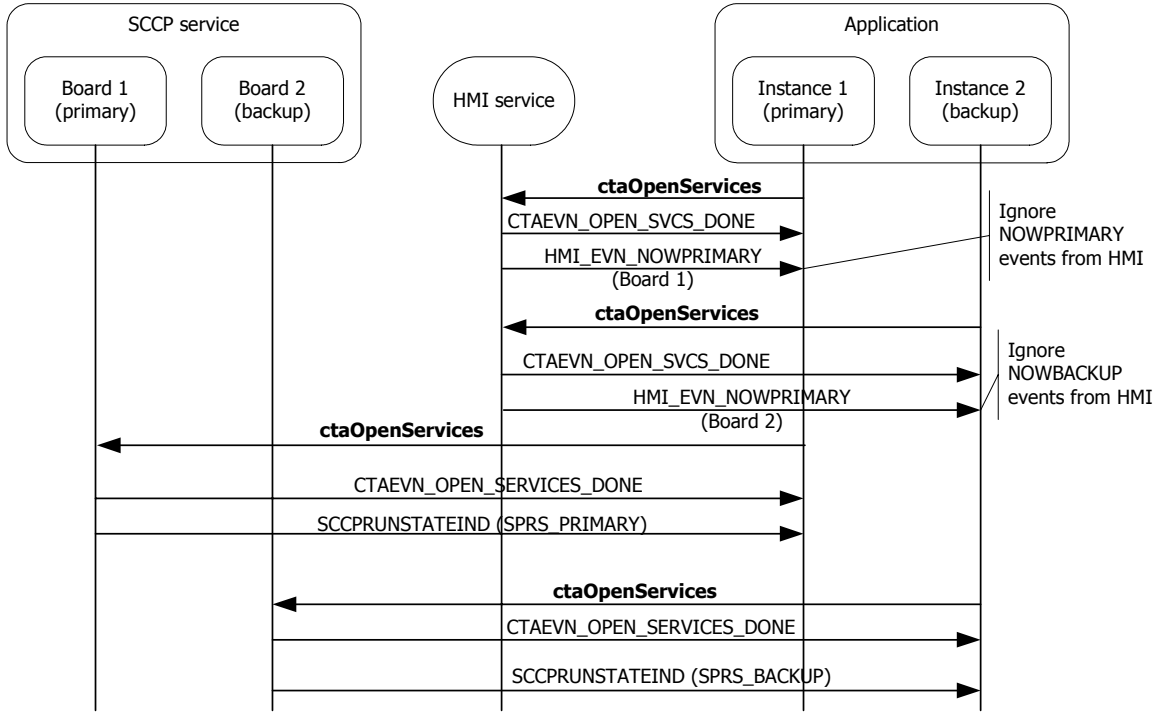 SCCP service
Application
Board 1
(primary)
Board 2
(backup)
HMI service
Instance 1
(primary)
Instance 2
(backup)
ctaOpenServices
CTAEVN_OPEN_SVCS_DONE
HMI_EVN_NOWPRIMARY
(Board 1)
Ignore
NOWPRIMARY
events from HMI
ctaOpenServices
CTAEVN_OPEN_SVCS_DONE
HMI_EVN_NOWPRIMARY
(Board 2)
Ignore
NOWBACKUP
events from HMI
ctaOpenServices
CTAEVN_OPEN_SERVICES_DONE
SCCPRUNSTATEIND (SPRS_PRIMARY)
ctaOpenServices
CTAEVN_OPEN_SERVICES_DONE
SCCPRUNSTATEIND (SPRS_BACKUP)